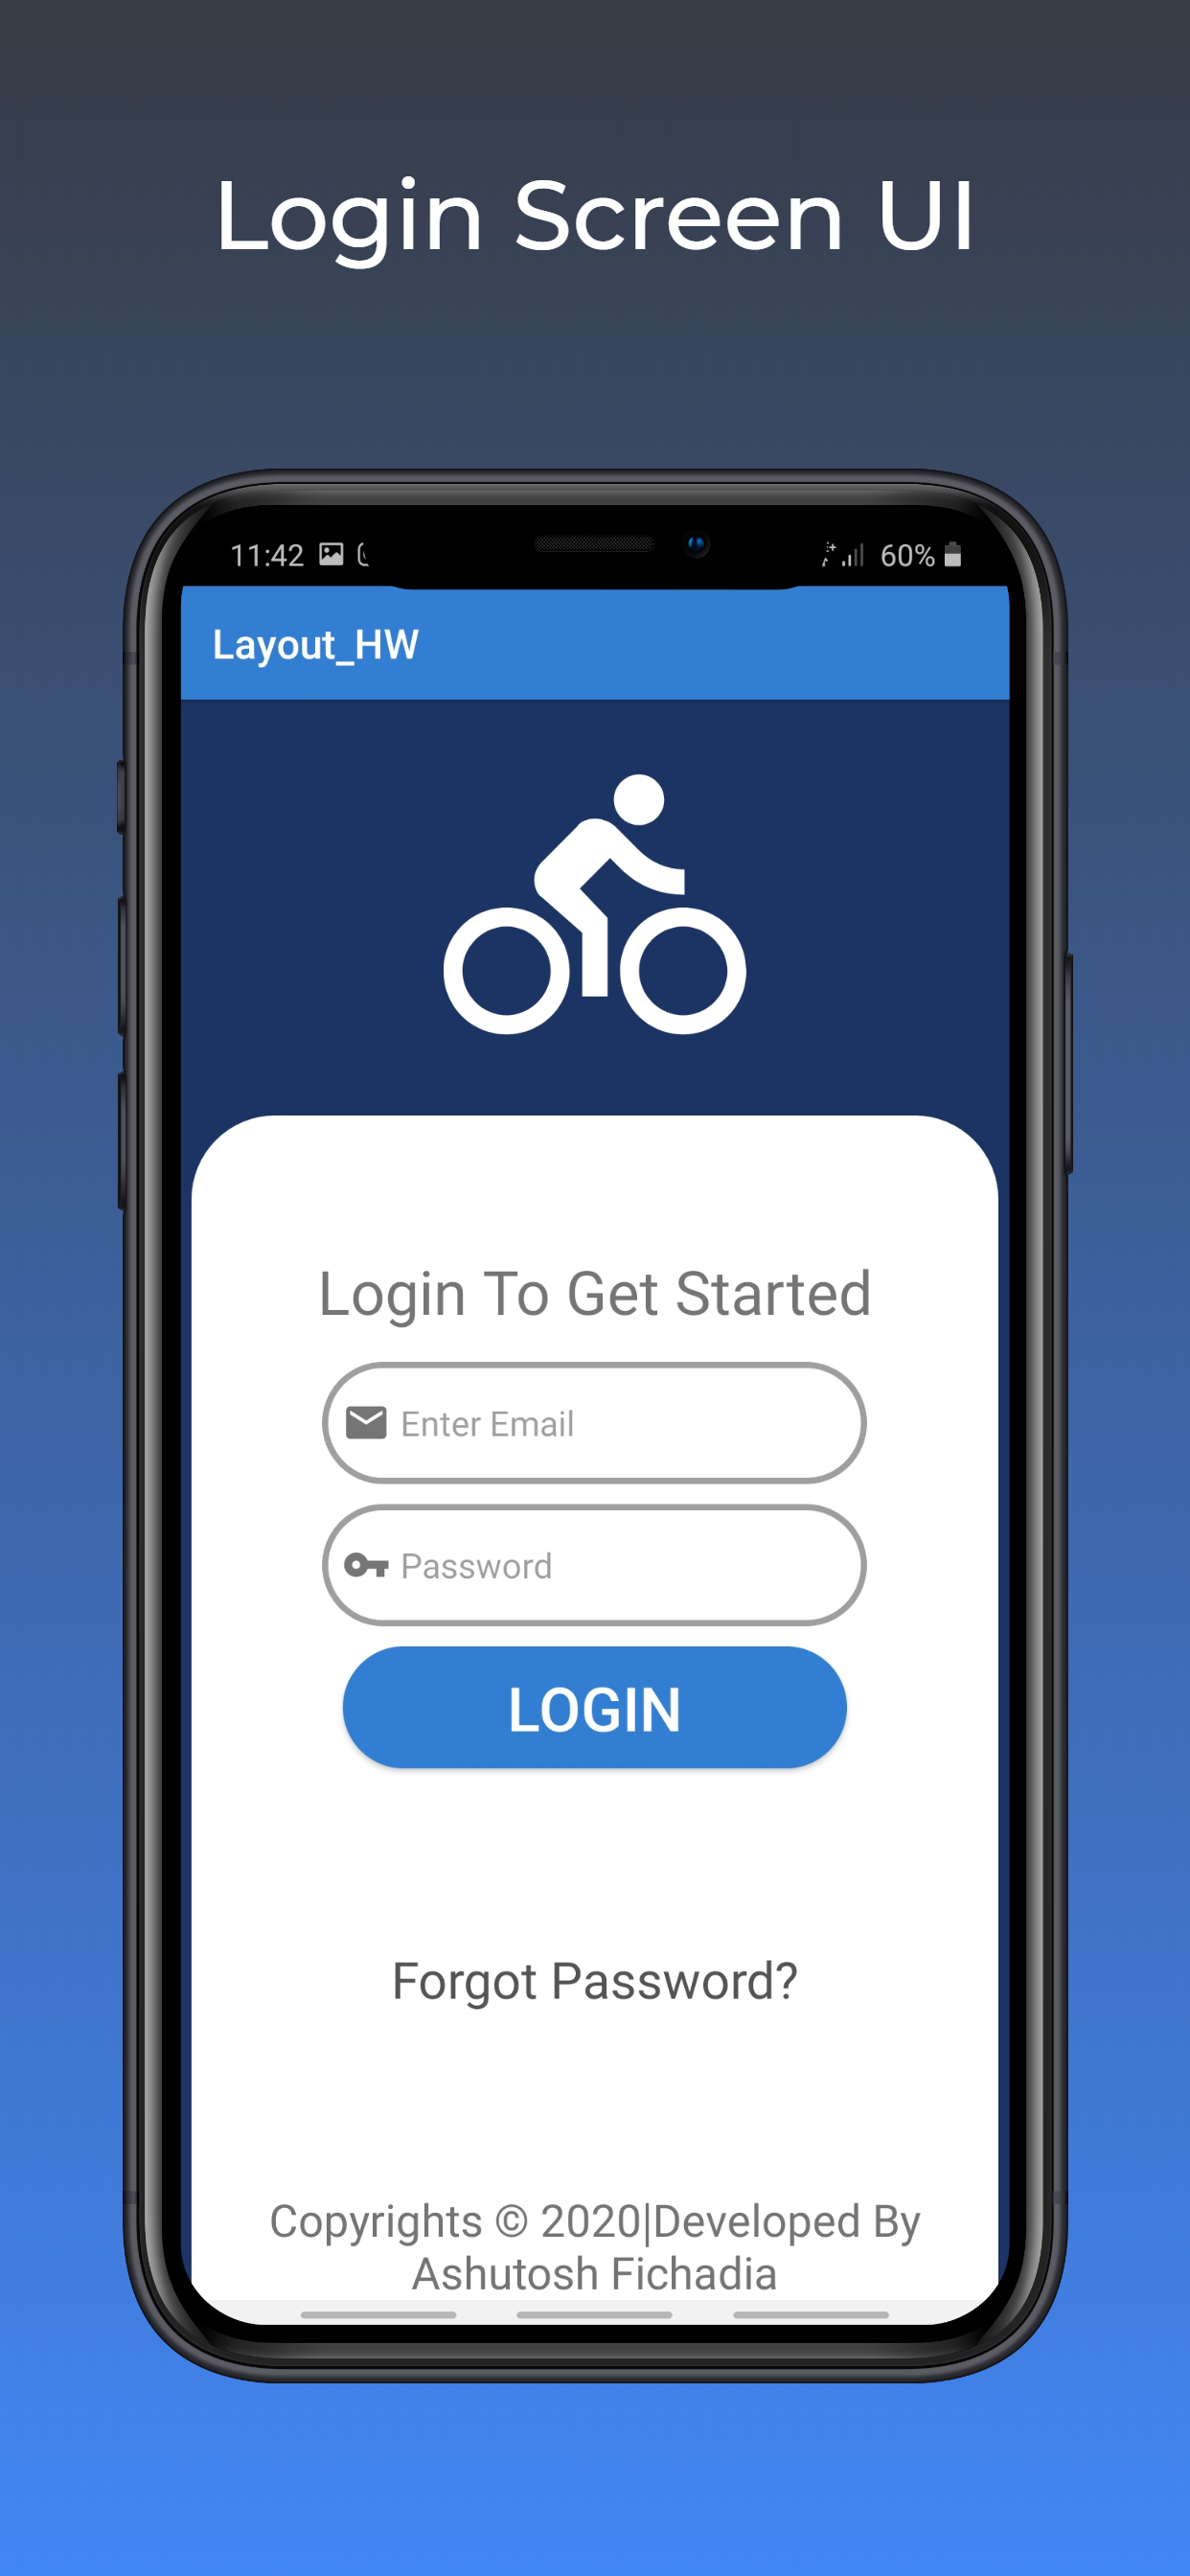 Login Screen UI
11:42 60%
Layout_HW
Login To Get Started
Enter Email
Password
LOGIN
Forgot Password?
Copyrights © 2020|Developed By
Ashutosh Fichadia